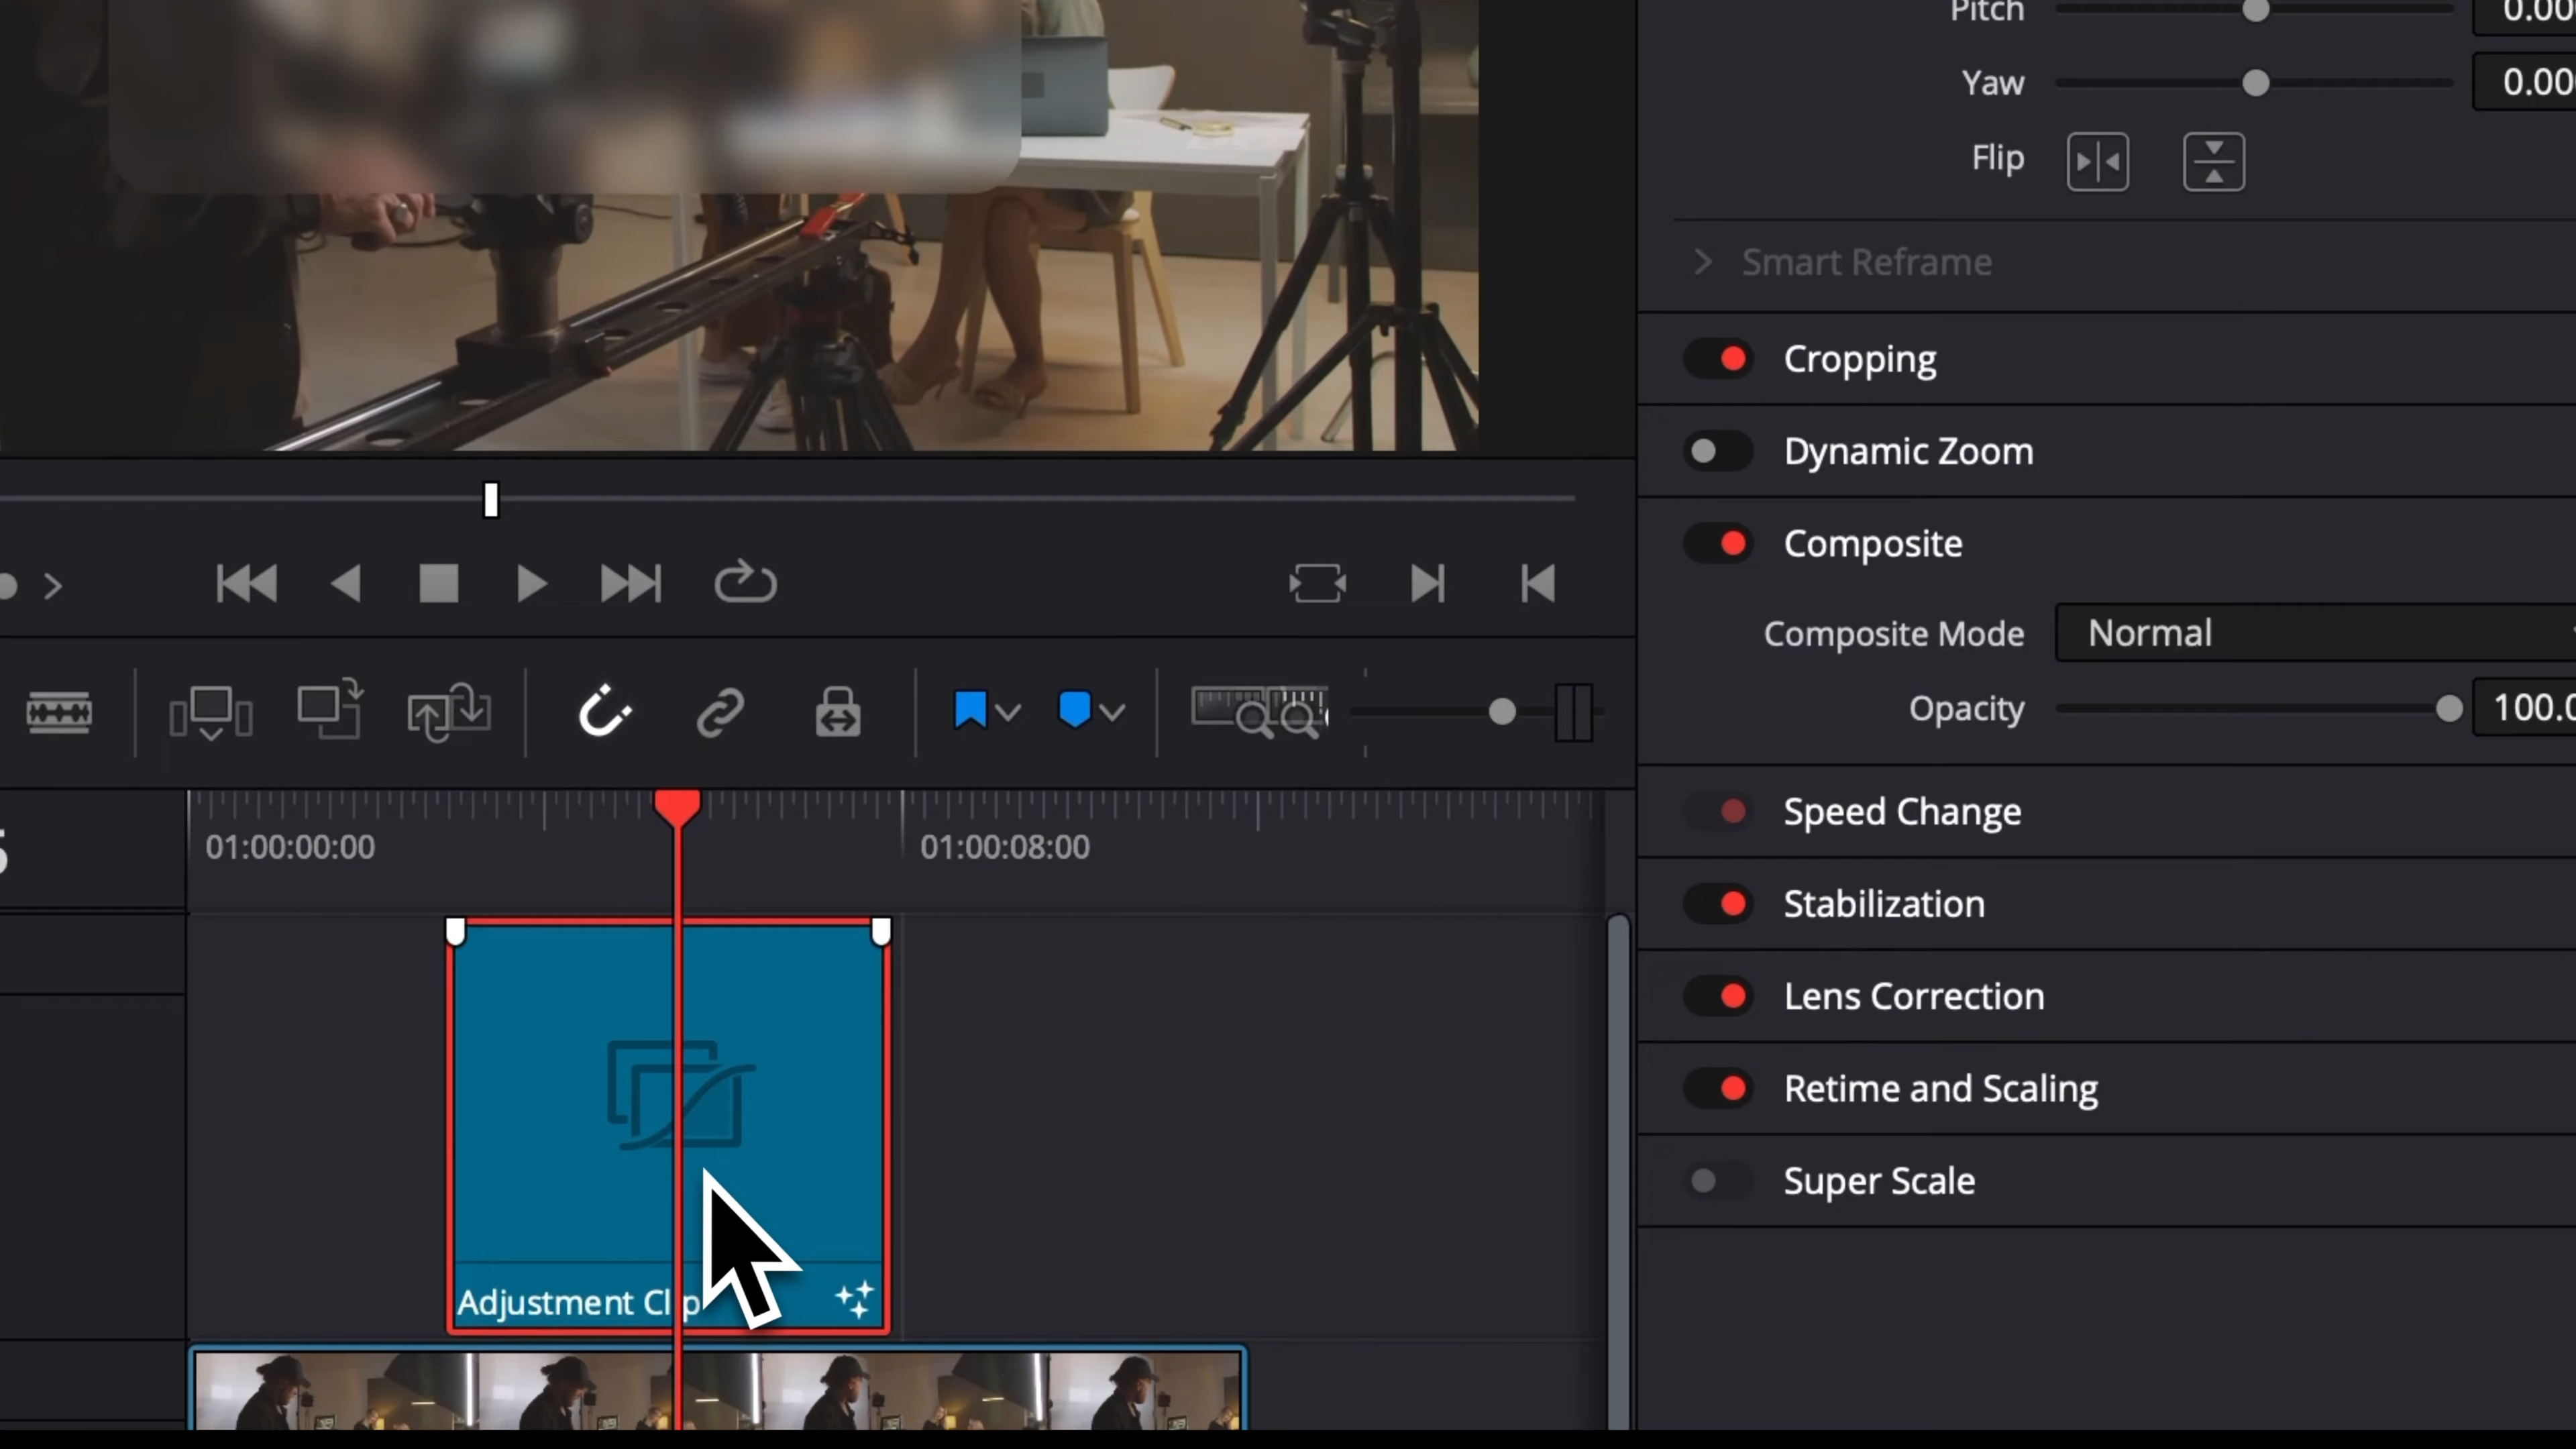 Pitch
0.00
Yaw
0.00
Flip
Smart Reframe
Cropping
Dynamic Zoom
Composite
Composite Mode
Normal
Opacity
100.0
Speed Change
Stabilization
Lens Correction
Retime and Scaling
Super Scale
01:00:00:00
01:00:08:00
Adjustment Clip